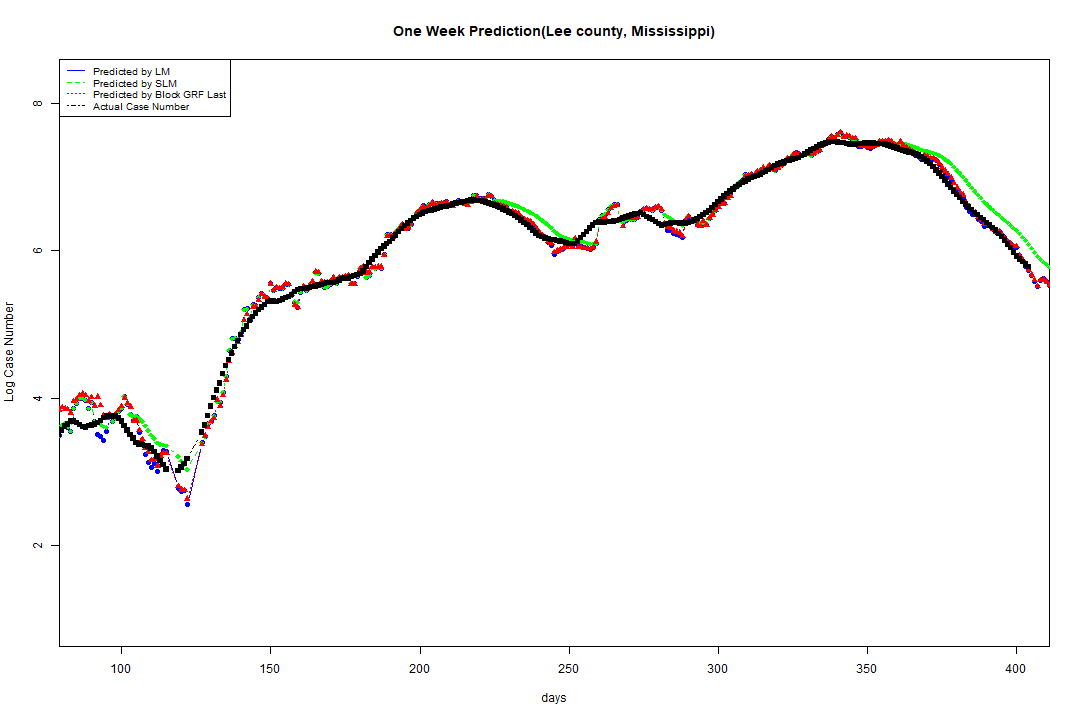 One Week Prediction(Lee county, Mississippi)
Predicted by LM
Predicted by SLM
Predicted by Block GRF Last
Actual Case Number
8
6
4
2
Log Case Number
100 150 200 250 300 350 400
days